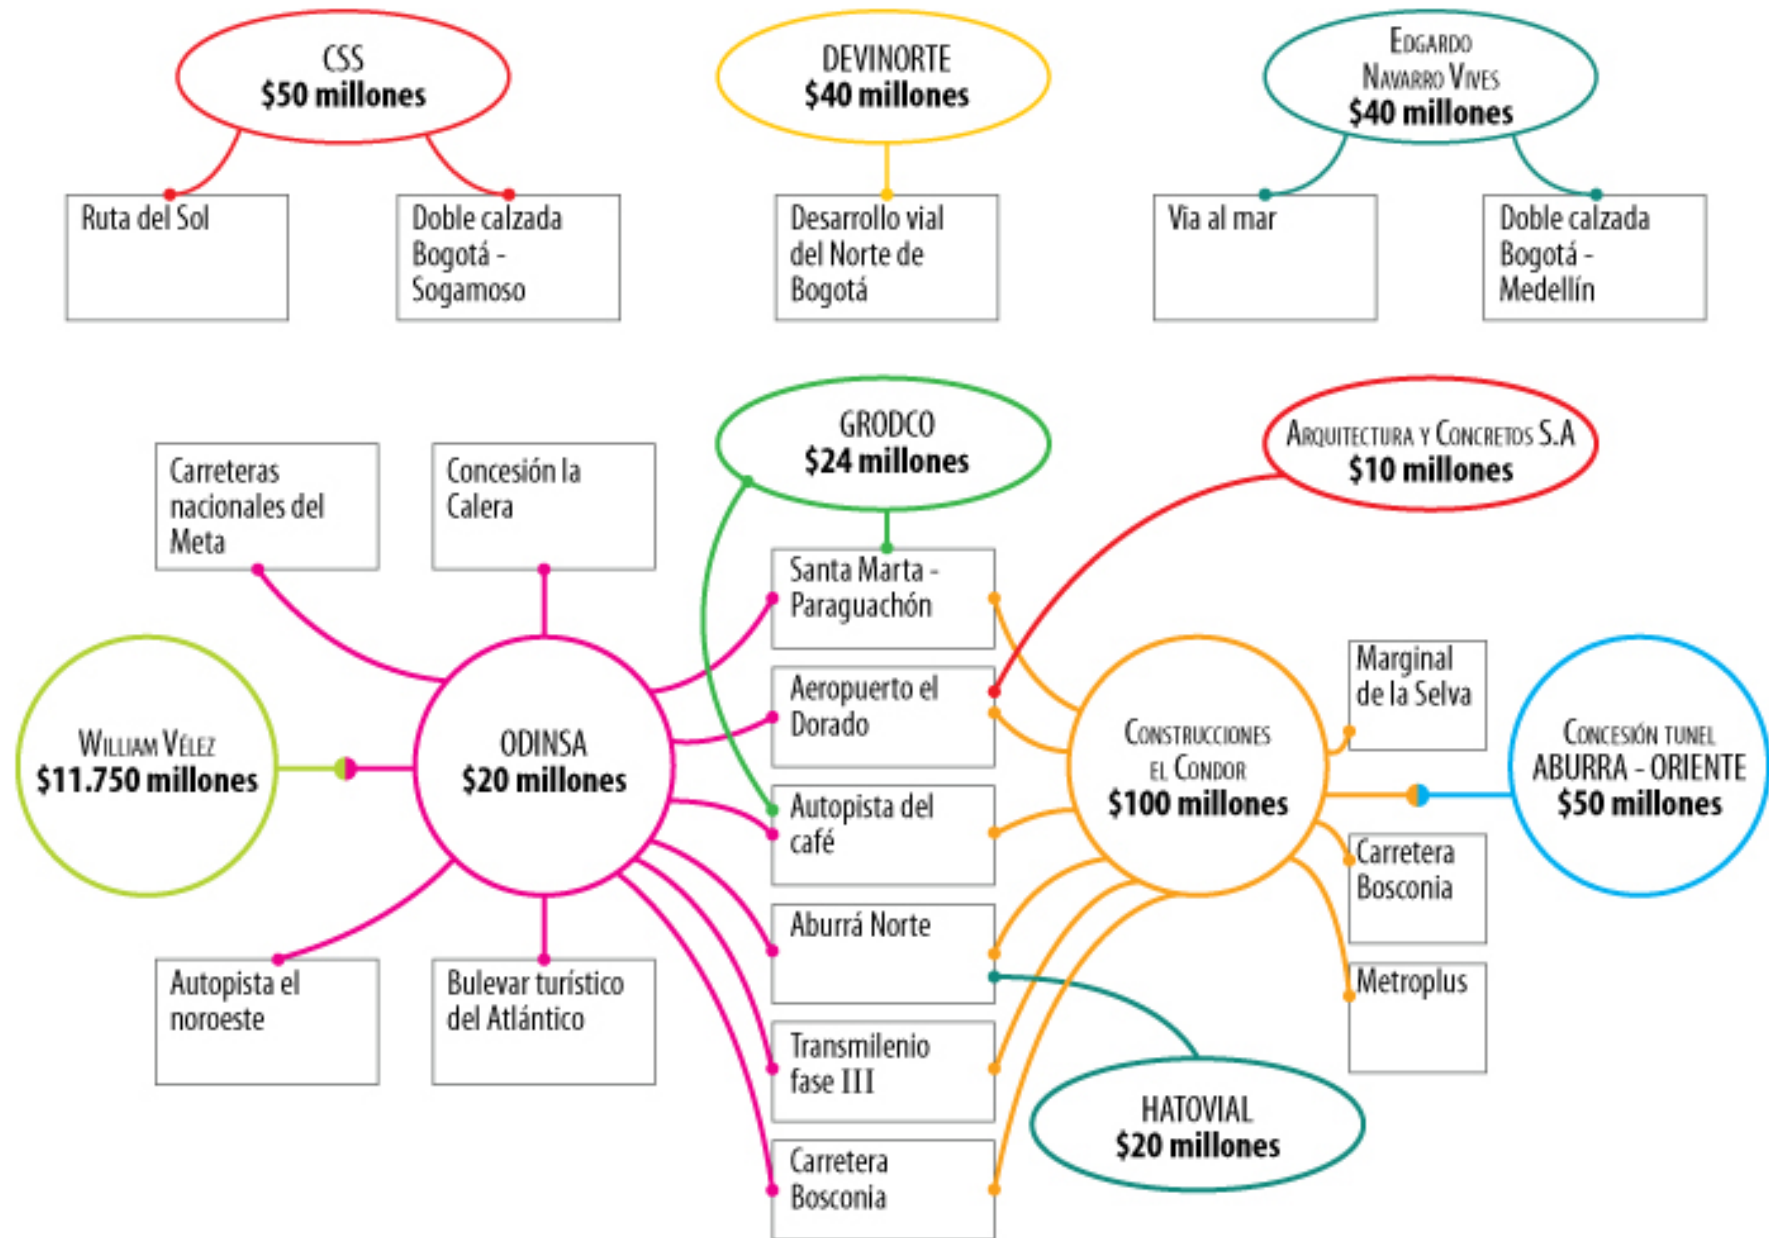 CSS
$50 millones
DEVINORTE
$40 millones
EDGARDO
NAVARRO VIVES
$40 millones
Ruta del Sol
Doble calzada
Bogotá -
Sogamoso
Desarrollo vial
del Norte de
Bogotá
Via al mar
Doble calzada
Bogotá -
Medellín
GRODCO
$24 millones
ARQUITECTURA Y CONCRETOS S.A
$10 millones
Carreteras
nacionales del
Meta
Concesión la
Calera
Santa Marta -
Paraguachón
Aeropuerto el
Dorado
Marginal
de la Selva
WILLIAM VÉLEZ
$11.750 millones
ODINSA
$20 millones
CONSTRUCCIONES
EL CONDOR
$100 millones
CONCESIÓN TUNEL
ABURRA - ORIENTE
$50 millones
Autopista del
café
Carretera
Bosconia
Aburrá Norte
Metroplus
Autopista el
noroeste
Bulevar turístico
del Atlántico
Transmilenio
fase III
HATOVIAL
$20 millones
Carretera
Bosconia